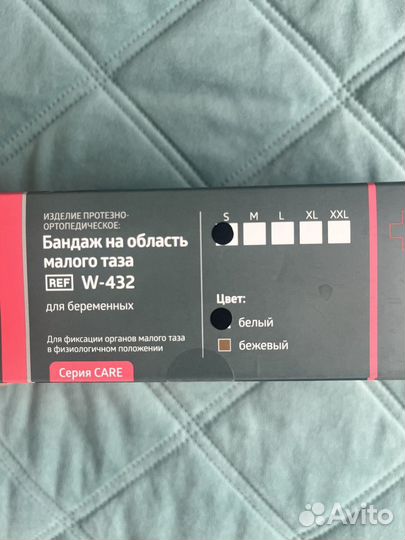 ИЗДЕЛИЕ ПРОТЕЗНО-
ОРТОПЕДИЧЕСКОЕ:
Бандаж на область
малого таза
REF W-432
для беременных
Для фиксации органов малого таза
в физиологичном положении
Серия CARE
S M L XL XXL
Цвет:
белый
бежевый
Avito